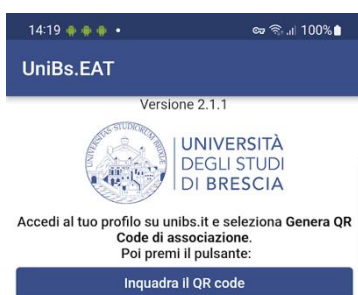 14:19
100%
UniBs.EAT
Versione 2.1.1
UNIVERSITÀ
DEGLI STUDI
DI BRESCIA
Accedi al tuo profilo su unibs.it e seleziona Genera QR
Code di associazione.
Poi premi il pulsante:
Inquadra il QR code